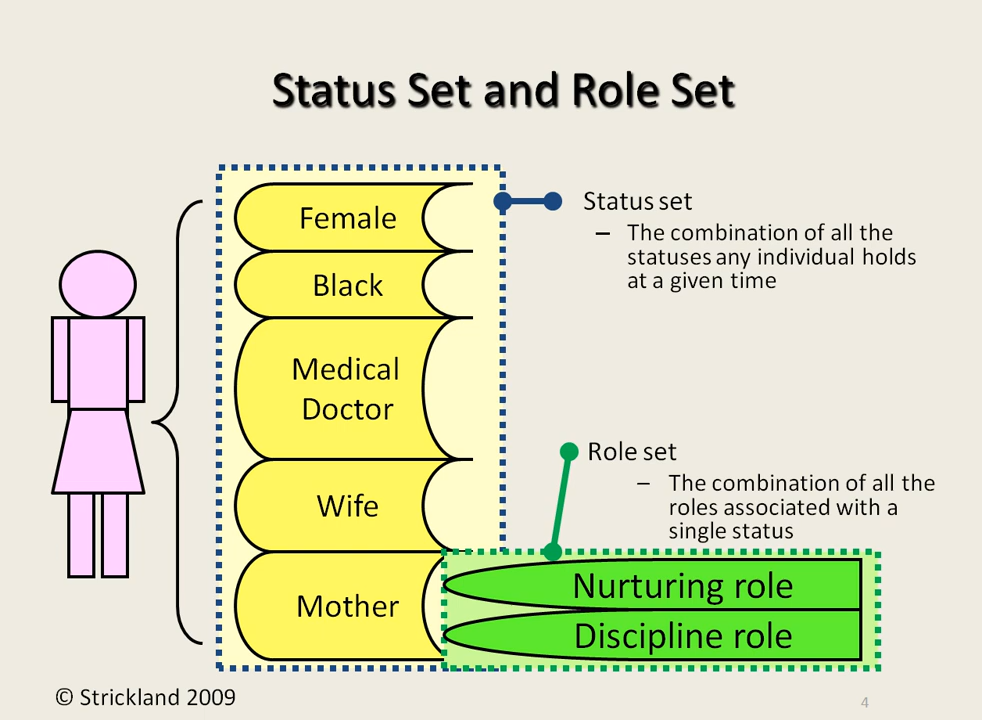 Status Set and Role Set
Female
Black
Medical
Doctor
Wife
Mother
Status set
– The combination of all the
statuses any individual holds
at a given time
Role set
– The combination of all the
roles associated with a
single status
Nurturing role
Discipline role
© Strickland 2009
4